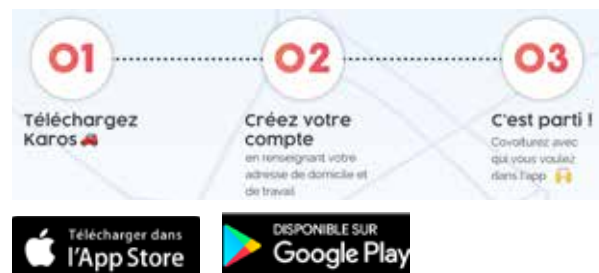 01
02
03
Téléchargez
Karos
Créez votre
compte
en renseignant votre
adresse de domicile et
de travail
C'est parti !
Covoiturez avec
qui vous voulez
dans l'app
Télécharger dans
l'App Store
DISPONIBLE SUR
Google Play